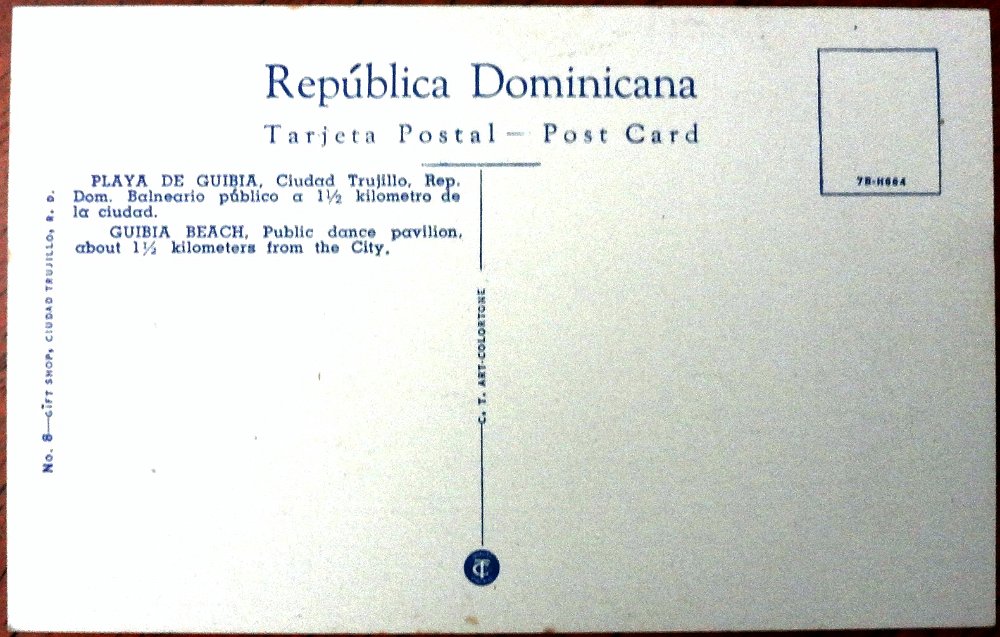 República Dominicana
Tarjeta Postal — Post Card
PLAYA DE GUIBIA, Ciudad Trujillo, Rep.
Dom. Balneario público a 1½ kilometro de
la ciudad.
GUIBIA BEACH, Public dance pavilion,
about 1½ kilometers from the City.
7B-H664
No. 8—GIFT SHOP, CIUDAD TRUJILLO, R. D.
C. T. ART-COLORTONE
CT